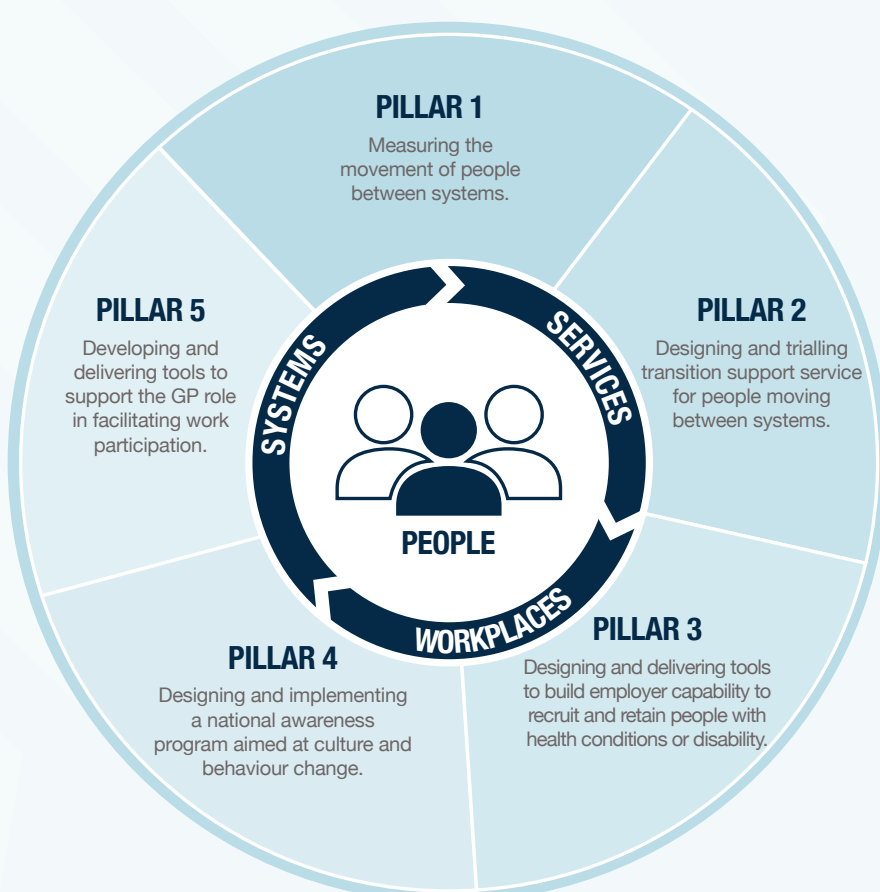 PILLAR 1
Measuring the
movement of people
between systems.
PILLAR 2
Designing and trialling
transition support service
for people moving
between systems.
PILLAR 3
Designing and delivering tools
to build employer capability to
recruit and retain people with
health conditions or disability.
PILLAR 4
Designing and implementing
a national awareness
program aimed at culture and
behaviour change.
PILLAR 5
Developing and
delivering tools to
support the GP role
in facilitating work
participation.
SYSTEMS
SERVICES
WORKPLACES
PEOPLE